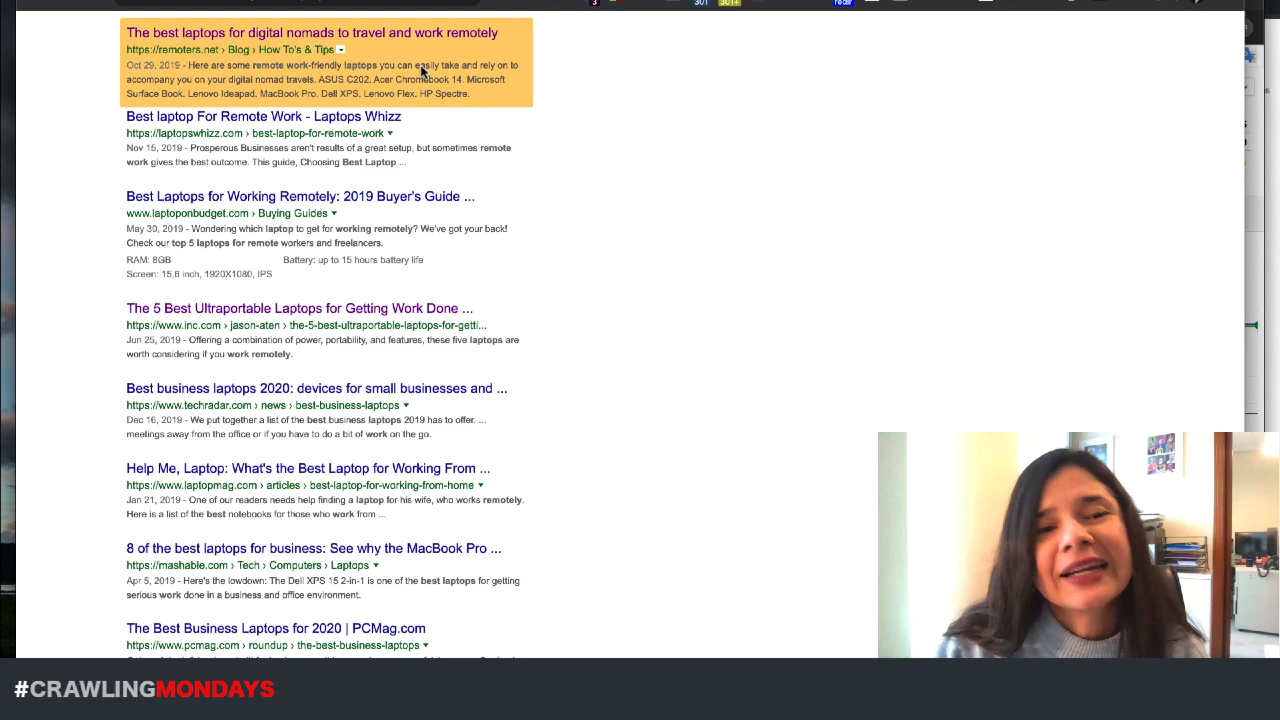 3
301
301+
redir
The best laptops for digital nomads to travel and work remotely
https://remoters.net › Blog › How To's & Tips
Oct 29, 2019 - Here are some remote work-friendly laptops you can easily take and rely on to
accompany you on your digital nomad travels. ASUS C202. Acer Chromebook 14. Microsoft
Surface Book. Lenovo Ideapad. MacBook Pro. Dell XPS. Lenovo Flex. HP Spectre.
Best laptop For Remote Work - Laptops Whizz
https://laptopswhizz.com › best-laptop-for-remote-work
Nov 15, 2019 - Prosperous Businesses aren't results of a great setup, but sometimes remote
work gives the best outcome. This guide, Choosing Best Laptop ...
Best Laptops for Working Remotely: 2019 Buyer's Guide ...
www.laptoponbudget.com › Buying Guides
May 30, 2019 - Wondering which laptop to get for working remotely? We've got your back!
Check our top 5 laptops for remote workers and freelancers.
RAM: 8GB Battery: up to 15 hours battery life
Screen: 15,6 inch, 1920X1080, IPS
The 5 Best Ultraportable Laptops for Getting Work Done ...
https://www.inc.com › jason-aten › the-5-best-ultraportable-laptops-for-getti...
Jun 25, 2019 - Offering a combination of power, portability, and features, these five laptops are
worth considering if you work remotely.
Best business laptops 2020: devices for small businesses and ...
https://www.techradar.com › news › best-business-laptops
Dec 16, 2019 - We put together a list of the best business laptops 2019 has to offer. ...
meetings away from the office or if you have to do a bit of work on the go.
Help Me, Laptop: What's the Best Laptop for Working From ...
https://www.laptopmag.com › articles › best-laptop-for-working-from-home
Jan 21, 2019 - One of our readers needs help finding a laptop for his wife, who works remotely.
Here is a list of the best notebooks for those who work from ...
8 of the best laptops for business: See why the MacBook Pro ...
https://mashable.com › Tech › Computers › Laptops
Apr 5, 2019 - Here's the lowdown: The Dell XPS 15 2-in-1 is one of the best laptops for getting
serious work done in a business and office environment.
The Best Business Laptops for 2020 | PCMag.com
https://www.pcmag.com › roundup › the-best-business-laptops
#CRAWLINGMONDAYS